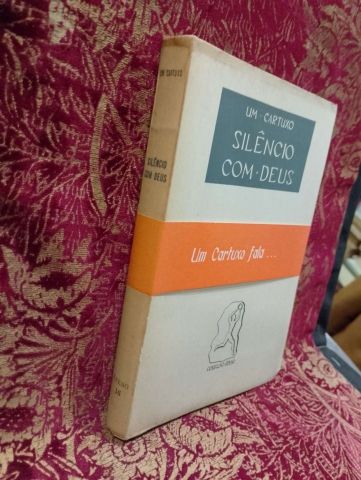 UM CARTUXO
SILÊNCIO
COM DEUS
UM · CARTUXO
SILÊNCIO
COM · DEUS
Um Cartuxo fala ...